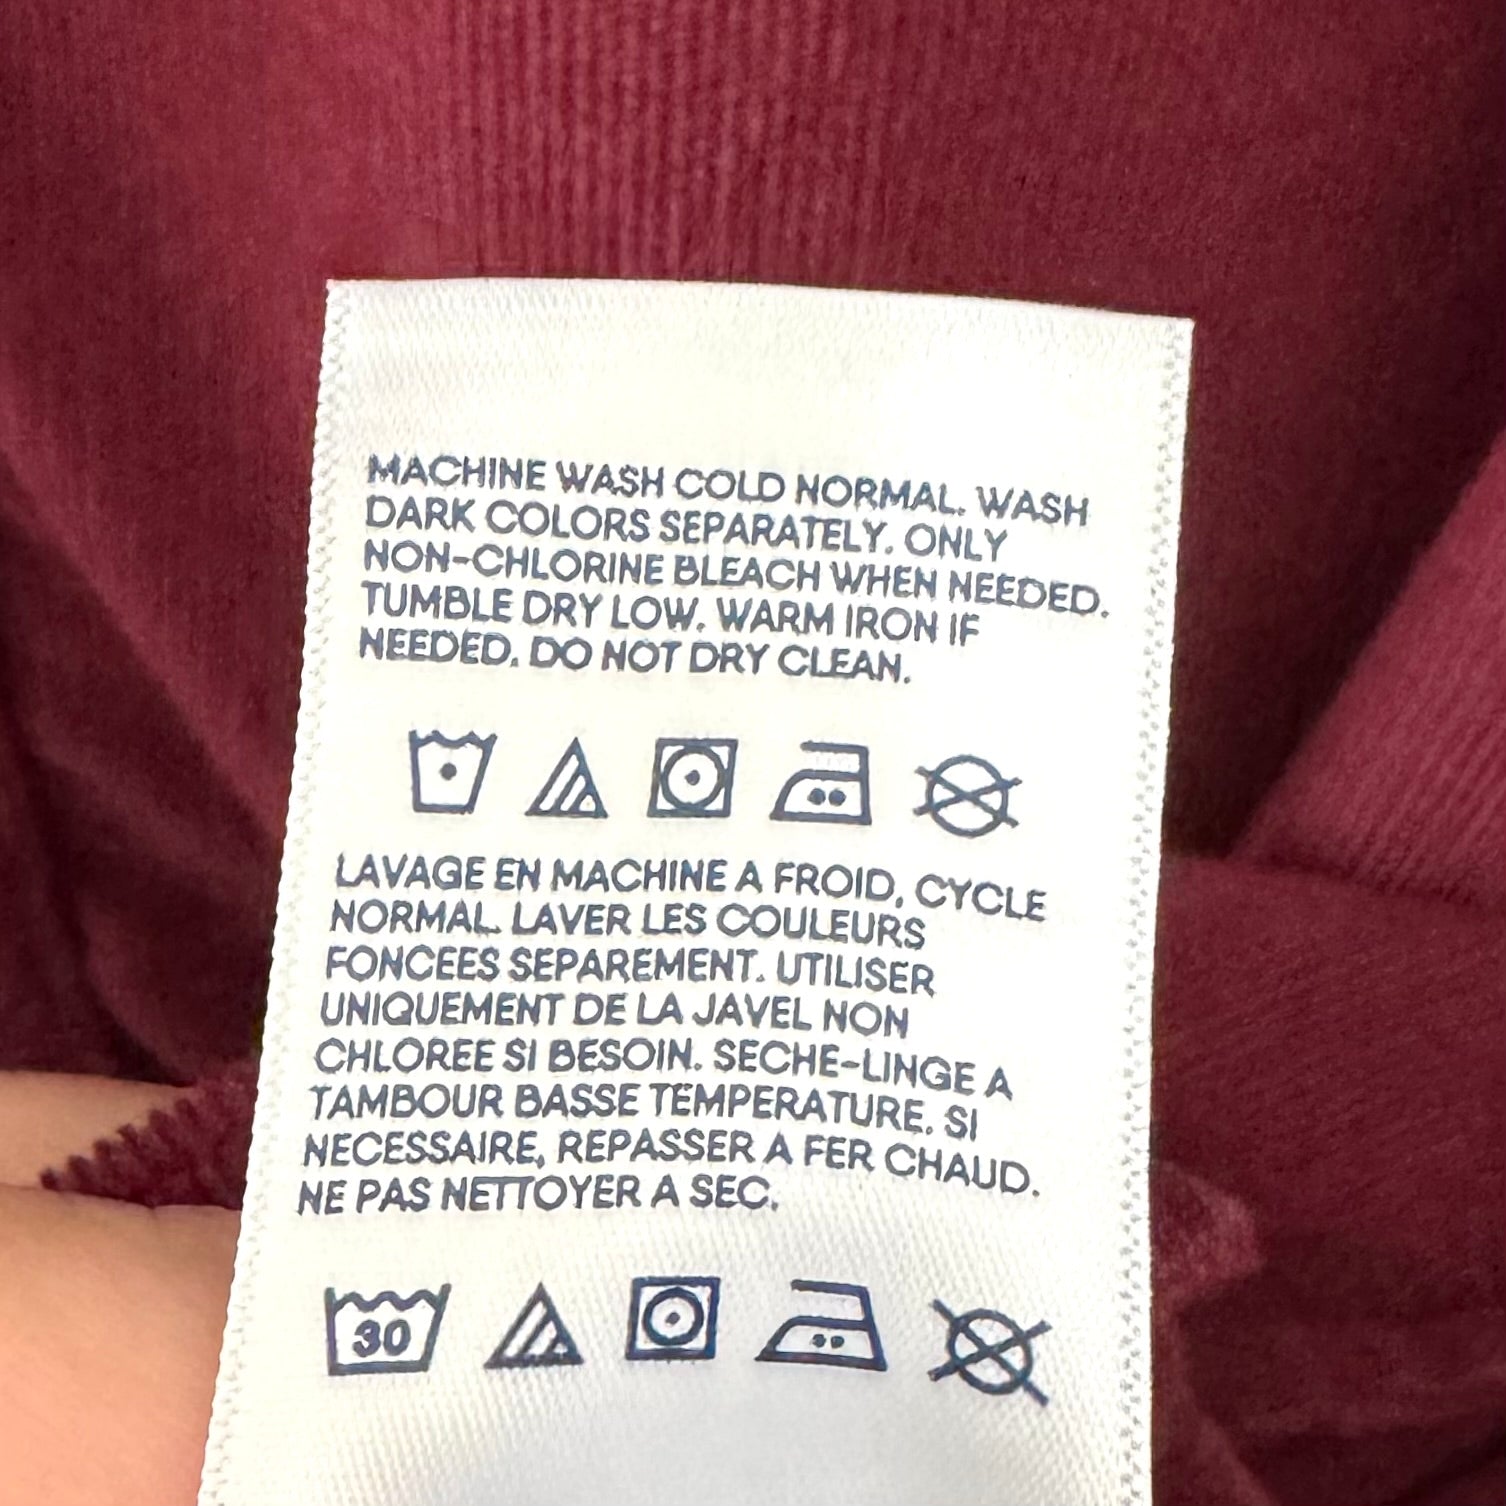 MACHINE WASH COLD NORMAL. WASH
DARK COLORS SEPARATELY. ONLY
NON-CHLORINE BLEACH WHEN NEEDED.
TUMBLE DRY LOW. WARM IRON IF
NEEDED. DO NOT DRY CLEAN.
LAVAGE EN MACHINE A FROID, CYCLE
NORMAL. LAVER LES COULEURS
FONCEES SEPAREMENT. UTILISER
UNIQUEMENT DE LA JAVEL NON
CHLOREE SI BESOIN. SECHE-LINGE A
TAMBOUR BASSE TEMPERATURE. SI
NECESSAIRE, REPASSER A FER CHAUD.
NE PAS NETTOYER A SEC.
30